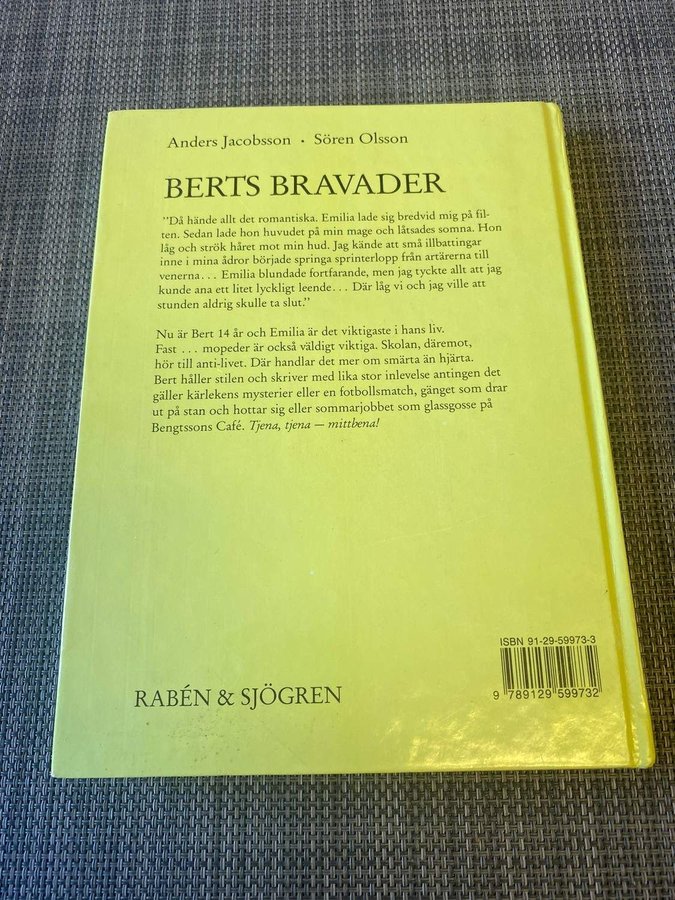 Anders Jacobsson · Sören Olsson
BERTS BRAVADER
”Då hände allt det romantiska. Emilia lade sig bredvid mig på fil-
ten. Sedan lade hon huvudet på min mage och låtsades somna. Hon
låg och strök håret mot min hud. Jag kände att små illbattingar
inne i mina ådror började springa sprinterlopp från artärerna till
venerna... Emilia blundade fortfarande, men jag tyckte allt att jag
kunde ana ett litet lyckligt leende... Där låg vi och jag ville att
stunden aldrig skulle ta slut.”
Nu är Bert 14 år och Emilia är det viktigaste i hans liv.
Fast ... mopeder är också väldigt viktiga. Skolan, däremot,
hör till anti-livet. Där handlar det mer om smärta än hjärta.
Bert håller stilen och skriver med lika stor inlevelse antingen det
gäller kärlekens mysterier eller en fotbollsmatch, gänget som drar
ut på stan och hottar sig eller sommarjobbet som glassgosse på
Bengtssons Café. Tjena, tjena — mittbena!
ISBN 91-29-59973-3
9 789129 599732
RABÉN & SJÖGREN